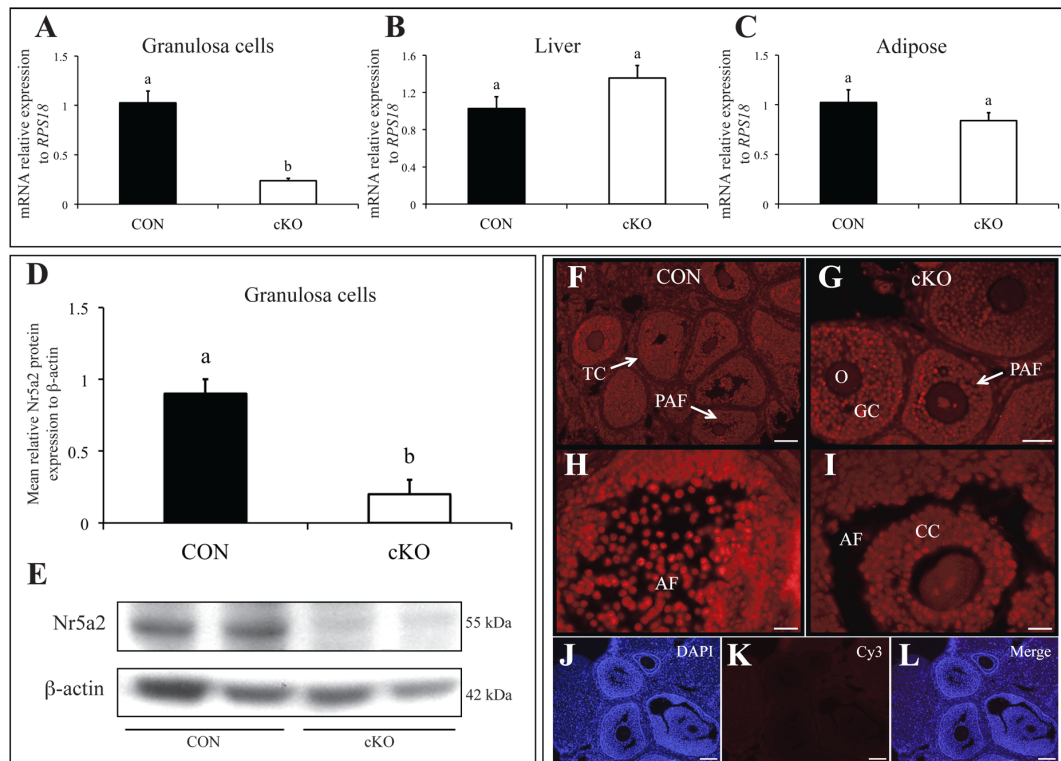 A
Granulosa cells
mRNA relative expression
to RPS18
1.5
1
0.5
0
a
b
CON
cKO
B
Liver
mRNA relative expression
to RPS18
1.6
1.2
0.8
0.4
0
a
a
CON
cKO
C
Adipose
mRNA relative expression
to RPS18
1.5
1
0.5
0
a
a
CON
cKO
D
Granulosa cells
Mean relative Nr5a2 protein
expression to β-actin
1.5
1
0.5
0
a
b
CON
cKO
E
Nr5a2
55 kDa
β-actin
42 kDa
CON
cKO
F
CON
TC
PAF
G
cKO
O
GC
PAF
H
AF
I
AF
CC
J
DAPI
K
Cy3
L
Merge